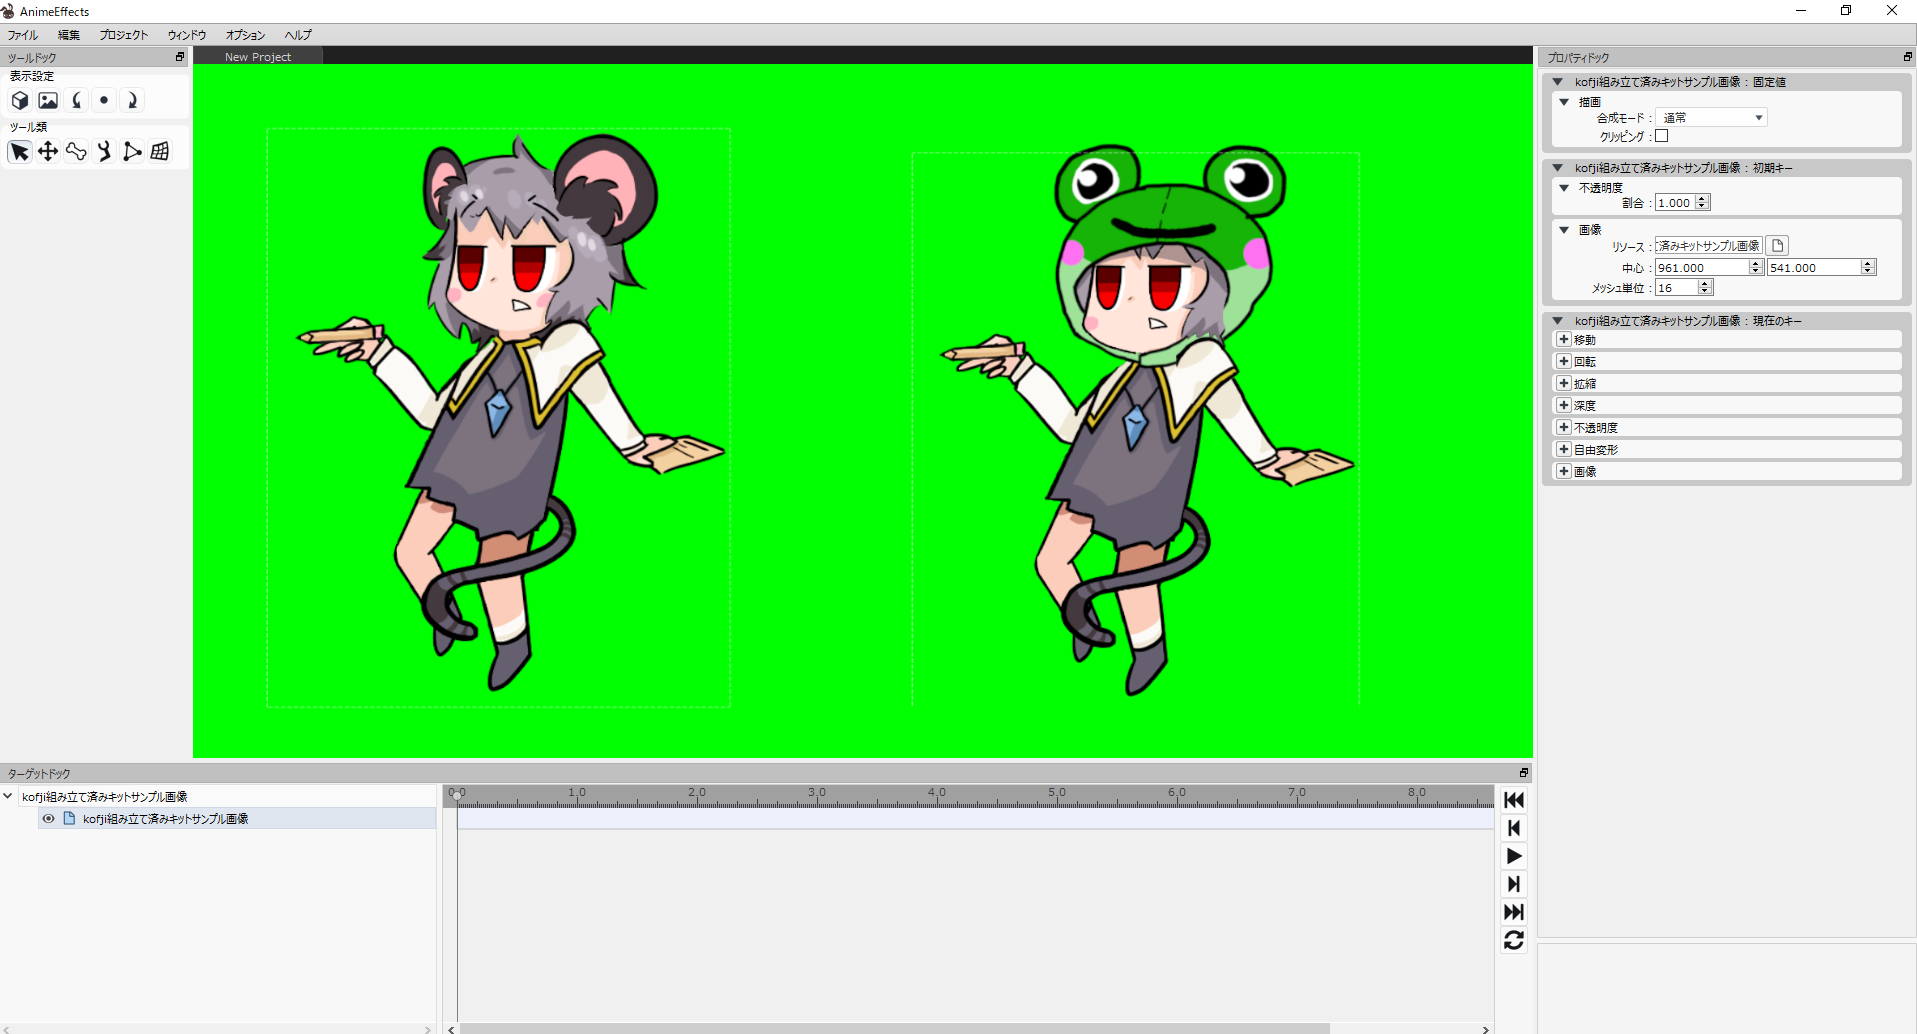 AnimeEffects
ファイル 編集 プロジェクト ウィンドウ オプション ヘルプ
ツールドック
New Project
プロパティドック
表示設定
ツール類
kofji組み立て済みキットサンプル画像 : 固定値
描画
合成モード : 通常
クリッピング :
kofji組み立て済みキットサンプル画像 : 初期キー
不透明度
割合 : 1.000
画像
リソース : 済みキットサンプル画像
中心 : 961.000 541.000
メッシュ単位 : 16
kofji組み立て済みキットサンプル画像 : 現在のキー
移動
回転
拡縮
深度
不透明度
自由変形
画像
ターゲットドック
kofji組み立て済みキットサンプル画像
kofji組み立て済みキットサンプル画像
0.0 1.0 2.0 3.0 4.0 5.0 6.0 7.0 8.0